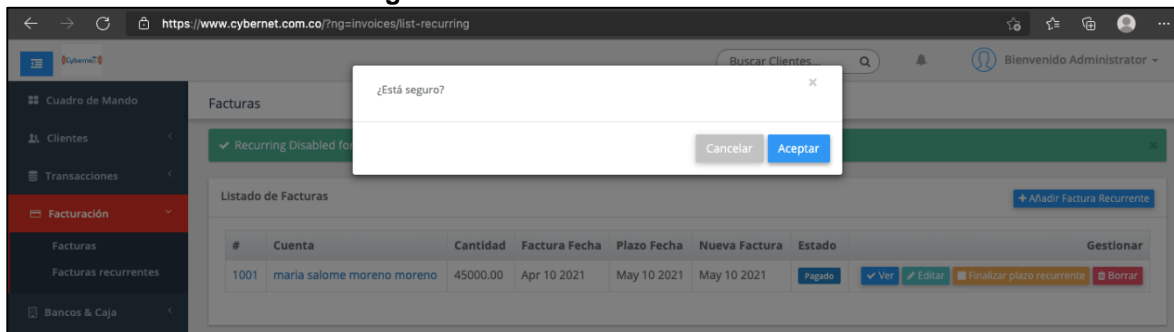 https://www.cybernet.com.co/?ng=invoices/list-recurring
Cybernet
Buscar Clientes...
Bienvenido Administrator
¿Está seguro?
×
Cancelar Aceptar
Cuadro de Mando
Clientes
Transacciones
Facturación
Facturas
Facturas recurrentes
Bancos & Caja
Facturas
Recurring Disabled for
×
Listado de Facturas
+ Añadir Factura Recurrente
# Cuenta Cantidad Factura Fecha Plazo Fecha Nueva Factura Estado Gestionar
1001 maria salome moreno moreno 45000.00 Apr 10 2021 May 10 2021 May 10 2021 Pagado Ver Editar Finalizar plazo recurrente Borrar